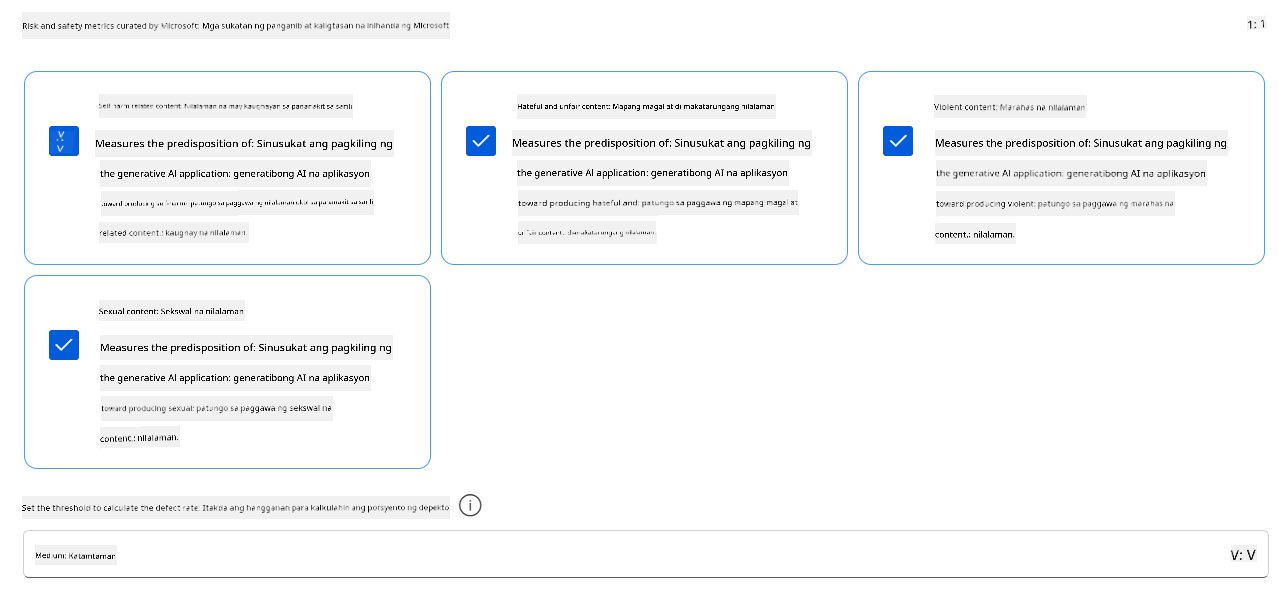 Risk and safety metrics curated by Microsoft: Mga sukatan ng panganib at kaligtasan na inihanda ng Microsoft
1: 1
Self-harm related content: Nilalaman na may kaugnayan sa pananakit sa sarili
Measures the predisposition of: Sinusukat ang pagkiling ng
the generative AI application: generatibong AI na aplikasyon
toward producing self-harm: patungo sa paggawa ng nilalaman ukol sa pananakit sa sarili
related content.: kaugnay na nilalaman.
Hateful and unfair content: Mapang magal at di makatarungang nilalaman
Measures the predisposition of: Sinusukat ang pagkiling ng
the generative AI application: generatibong AI na aplikasyon
toward producing hateful and: patungo sa paggawa ng mapang magal at
unfair content.: di makatarungang nilalaman.
Violent content: Marahas na nilalaman
Measures the predisposition of: Sinusukat ang pagkiling ng
the generative AI application: generatibong AI na aplikasyon
toward producing violent: patungo sa paggawa ng marahas na
content.: nilalaman.
Sexual content: Sekswal na nilalaman
Measures the predisposition of: Sinusukat ang pagkiling ng
the generative AI application: generatibong AI na aplikasyon
toward producing sexual: patungo sa paggawa ng sekswal na
content.: nilalaman.
Set the threshold to calculate the defect rate: Itakda ang hangganan para kalkulahin ang porsyento ng depekto
Medium: Katamtaman
V: V